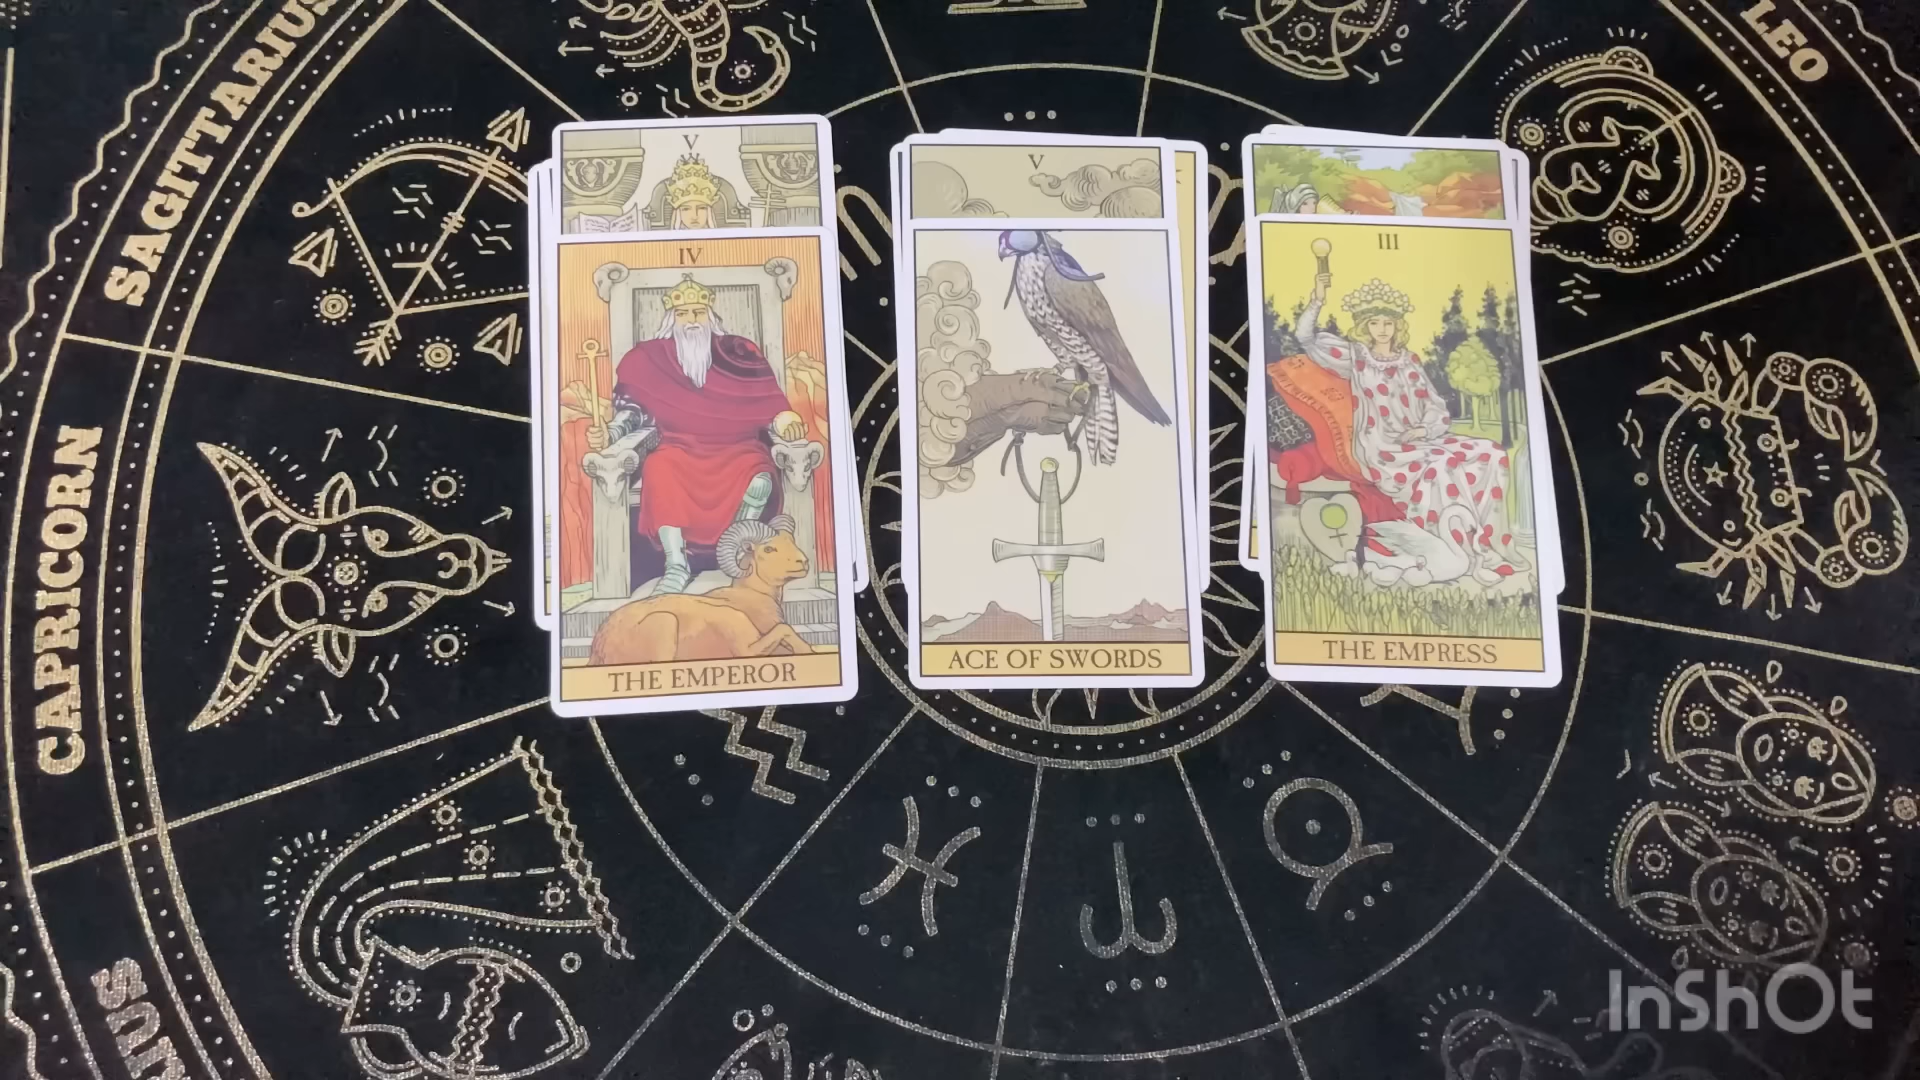 SAGITTARIUS
LEO
V
V
IV
III
CAPRICORN
THE EMPEROR
ACE OF SWORDS
THE EMPRESS
InShOt